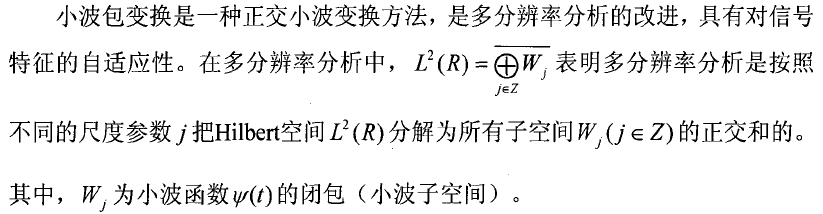 小波包变换是一种正交小波变换方法，是多分辨率分析的改进，具有对信号
特征的自适应性。在多分辨率分析中，$L^2(R)=\overline{\bigoplus_{j\in Z} W_j}$ 表明多分辨率分析是按照
不同的尺度参数 $j$ 把Hilbert空间 $L^2(R)$ 分解为所有子空间 $W_j(j\in Z)$ 的正交和的。
其中，$W_j$ 为小波函数 $\psi(t)$ 的闭包（小波子空间）。